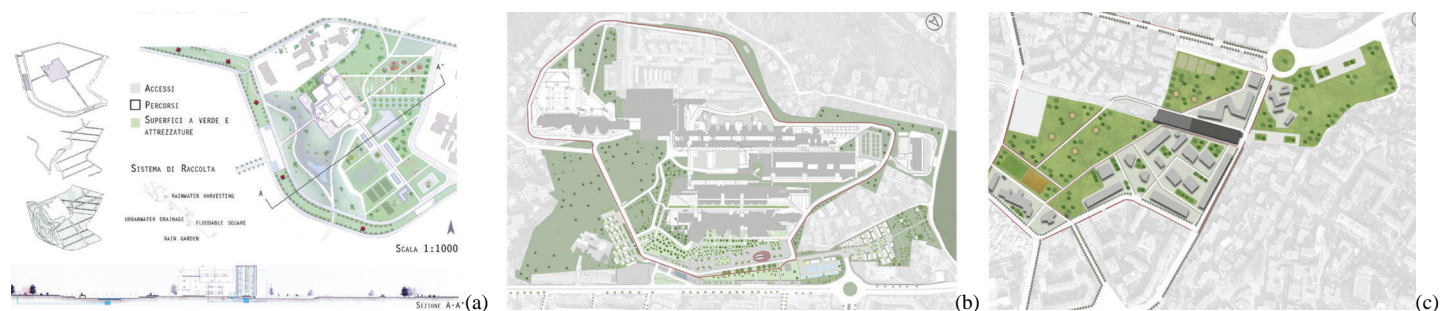 ACCESSI
PERCORSI
SUPERFICI A VERDE E
ATTREZZATURE
SISTEMA DI RACCOLTA
RAINWATER HARVESTING
URBANWATER DRAINAGE
FLOODABLE SQUARE
RAIN GARDEN
A'
A
SCALA 1:1000
SEZIONE A-A'
(a)
(b)
(c)